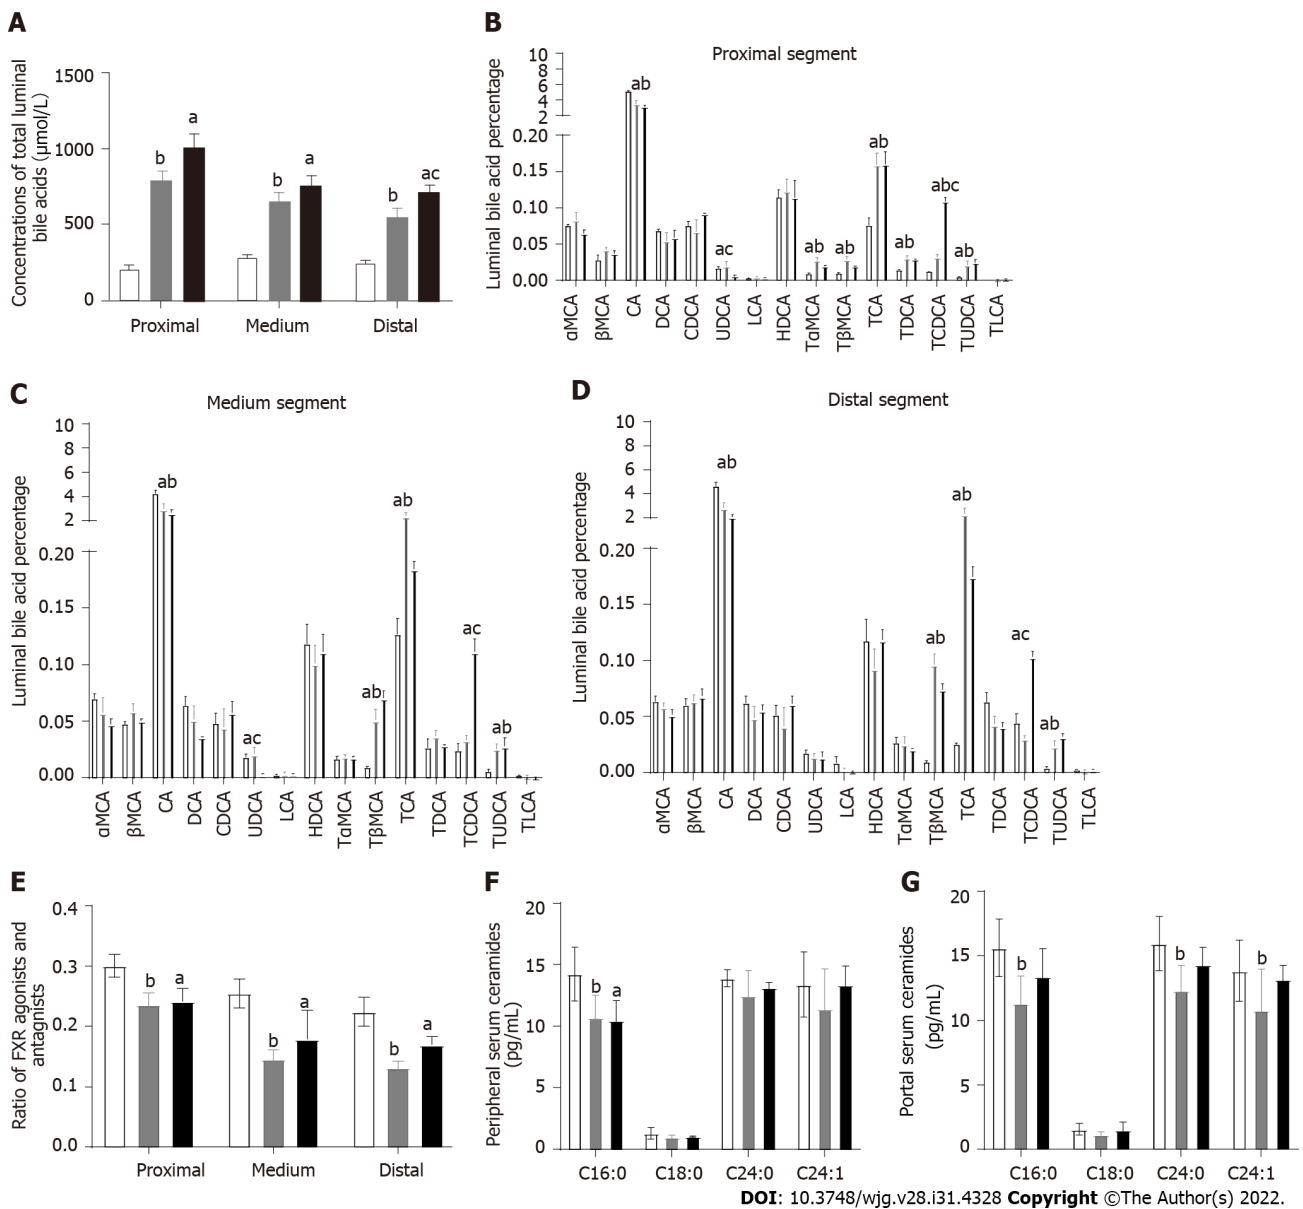 A
Concentrations of total luminal
bile acids (μmol/L)
1500
1000
500
0
b
a
b
a
b
ac
Proximal
Medium
Distal
B
Proximal segment
Luminal bile acid percentage
10
8
6
4
2
0.20
0.15
0.10
0.05
0.00
ab
ac
ab
ab
ab
ab
abc
ab
αMCA
βMCA
CA
DCA
CDCA
UDCA
LCA
HDCA
TαMCA
TβMCA
TCA
TDCA
TCDCA
TUDCA
TLCA
C
Medium segment
Luminal bile acid percentage
10
8
6
4
2
0.20
0.15
0.10
0.05
0.00
ab
ac
ab
ab
ac
ab
αMCA
βMCA
CA
DCA
CDCA
UDCA
LCA
HDCA
TαMCA
TβMCA
TCA
TDCA
TCDCA
TUDCA
TLCA
D
Distal segment
Luminal bile acid percentage
10
8
6
4
2
0.20
0.15
0.10
0.05
0.00
ab
ab
ab
ac
ab
αMCA
βMCA
CA
DCA
CDCA
UDCA
LCA
HDCA
TαMCA
TβMCA
TCA
TDCA
TCDCA
TUDCA
TLCA
E
Ratio of FXR agonists and
antagnists
0.4
0.3
0.2
0.1
0.0
b
a
b
a
b
a
Proximal
Medium
Distal
F
Peripheral serum ceramides
(pg/mL)
20
15
10
15
5
0
b
a
C16:0
C18:0
C24:0
C24:1
G
Portal serum ceramides
(pg/mL)
20
15
10
5
0
b
b
b
C16:0
C18:0
C24:0
C24:1
DOI: 10.3748/wjg.v28.i31.4328 Copyright ©The Author(s) 2022.